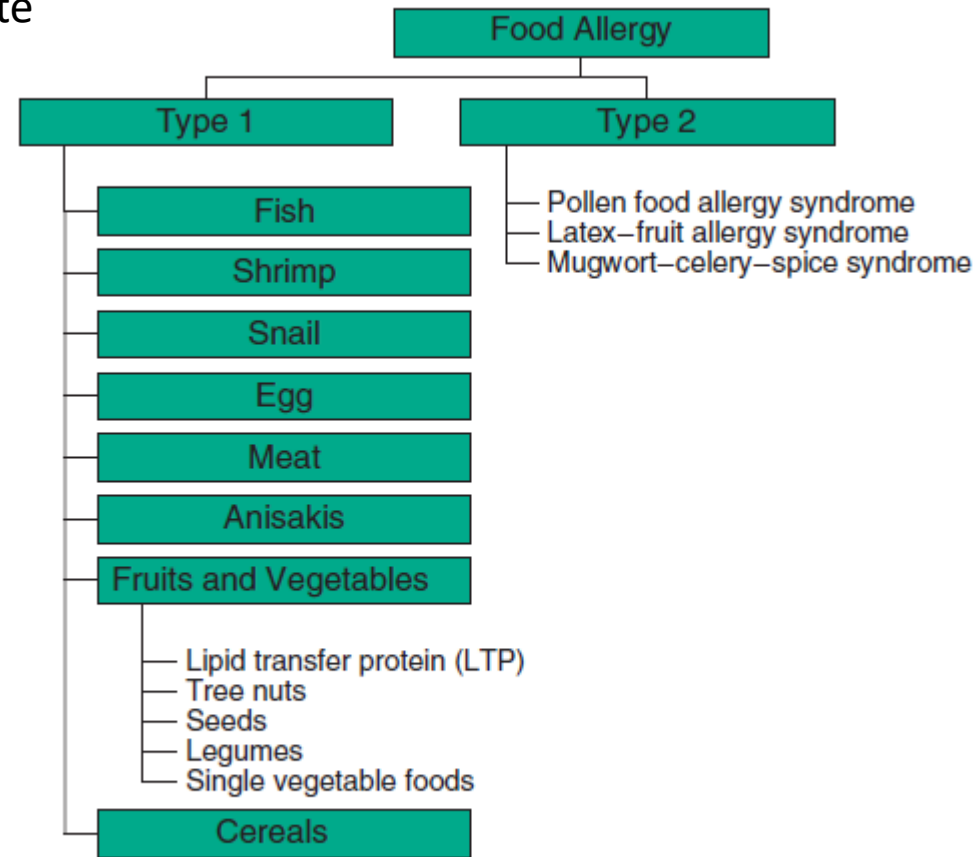 te
Food Allergy
Type 1
Type 2
Fish
Shrimp
Snail
Egg
Meat
Anisakis
Fruits and Vegetables
Lipid transfer protein (LTP)
Tree nuts
Seeds
Legumes
Single vegetable foods
Cereals
Pollen food allergy syndrome
Latex–fruit allergy syndrome
Mugwort–celery–spice syndrome